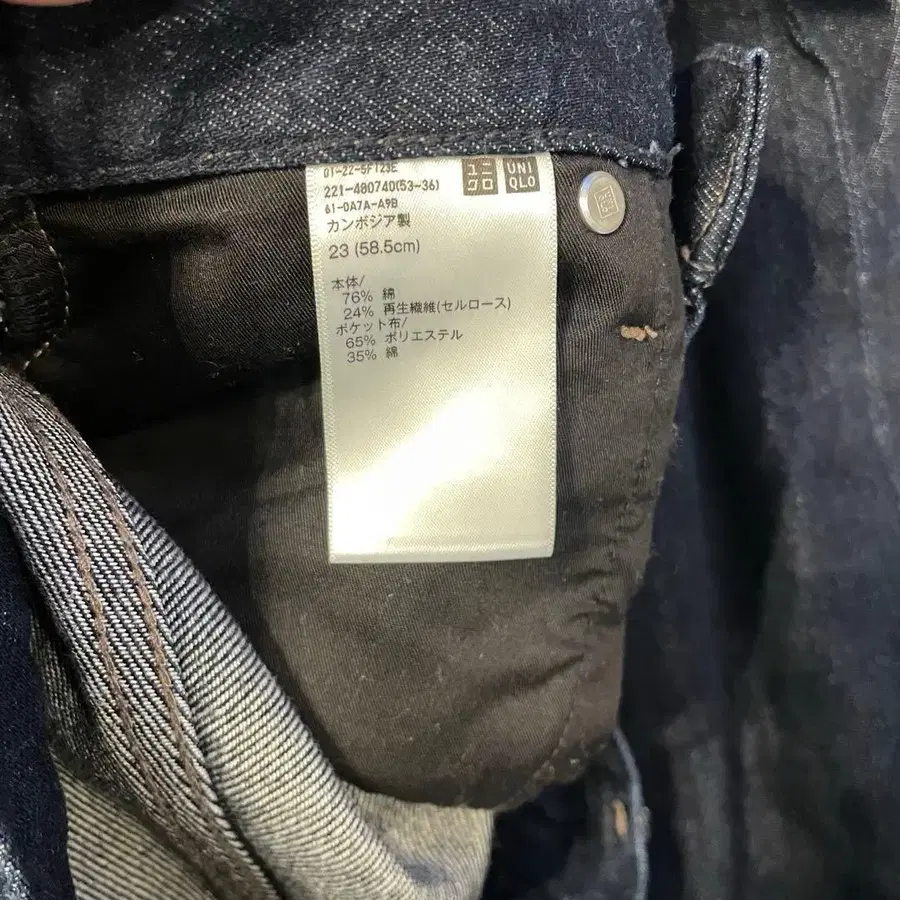 01-22-5F123E
221-480740(53-36)
61-0A7A-A9B
カンボジア製
23 (58.5cm)
ユニ
クロ
UNI
QLO
本体/
76% 綿
24% 再生繊維(セルロース)
ポケット布/
65% ポリエステル
35% 綿